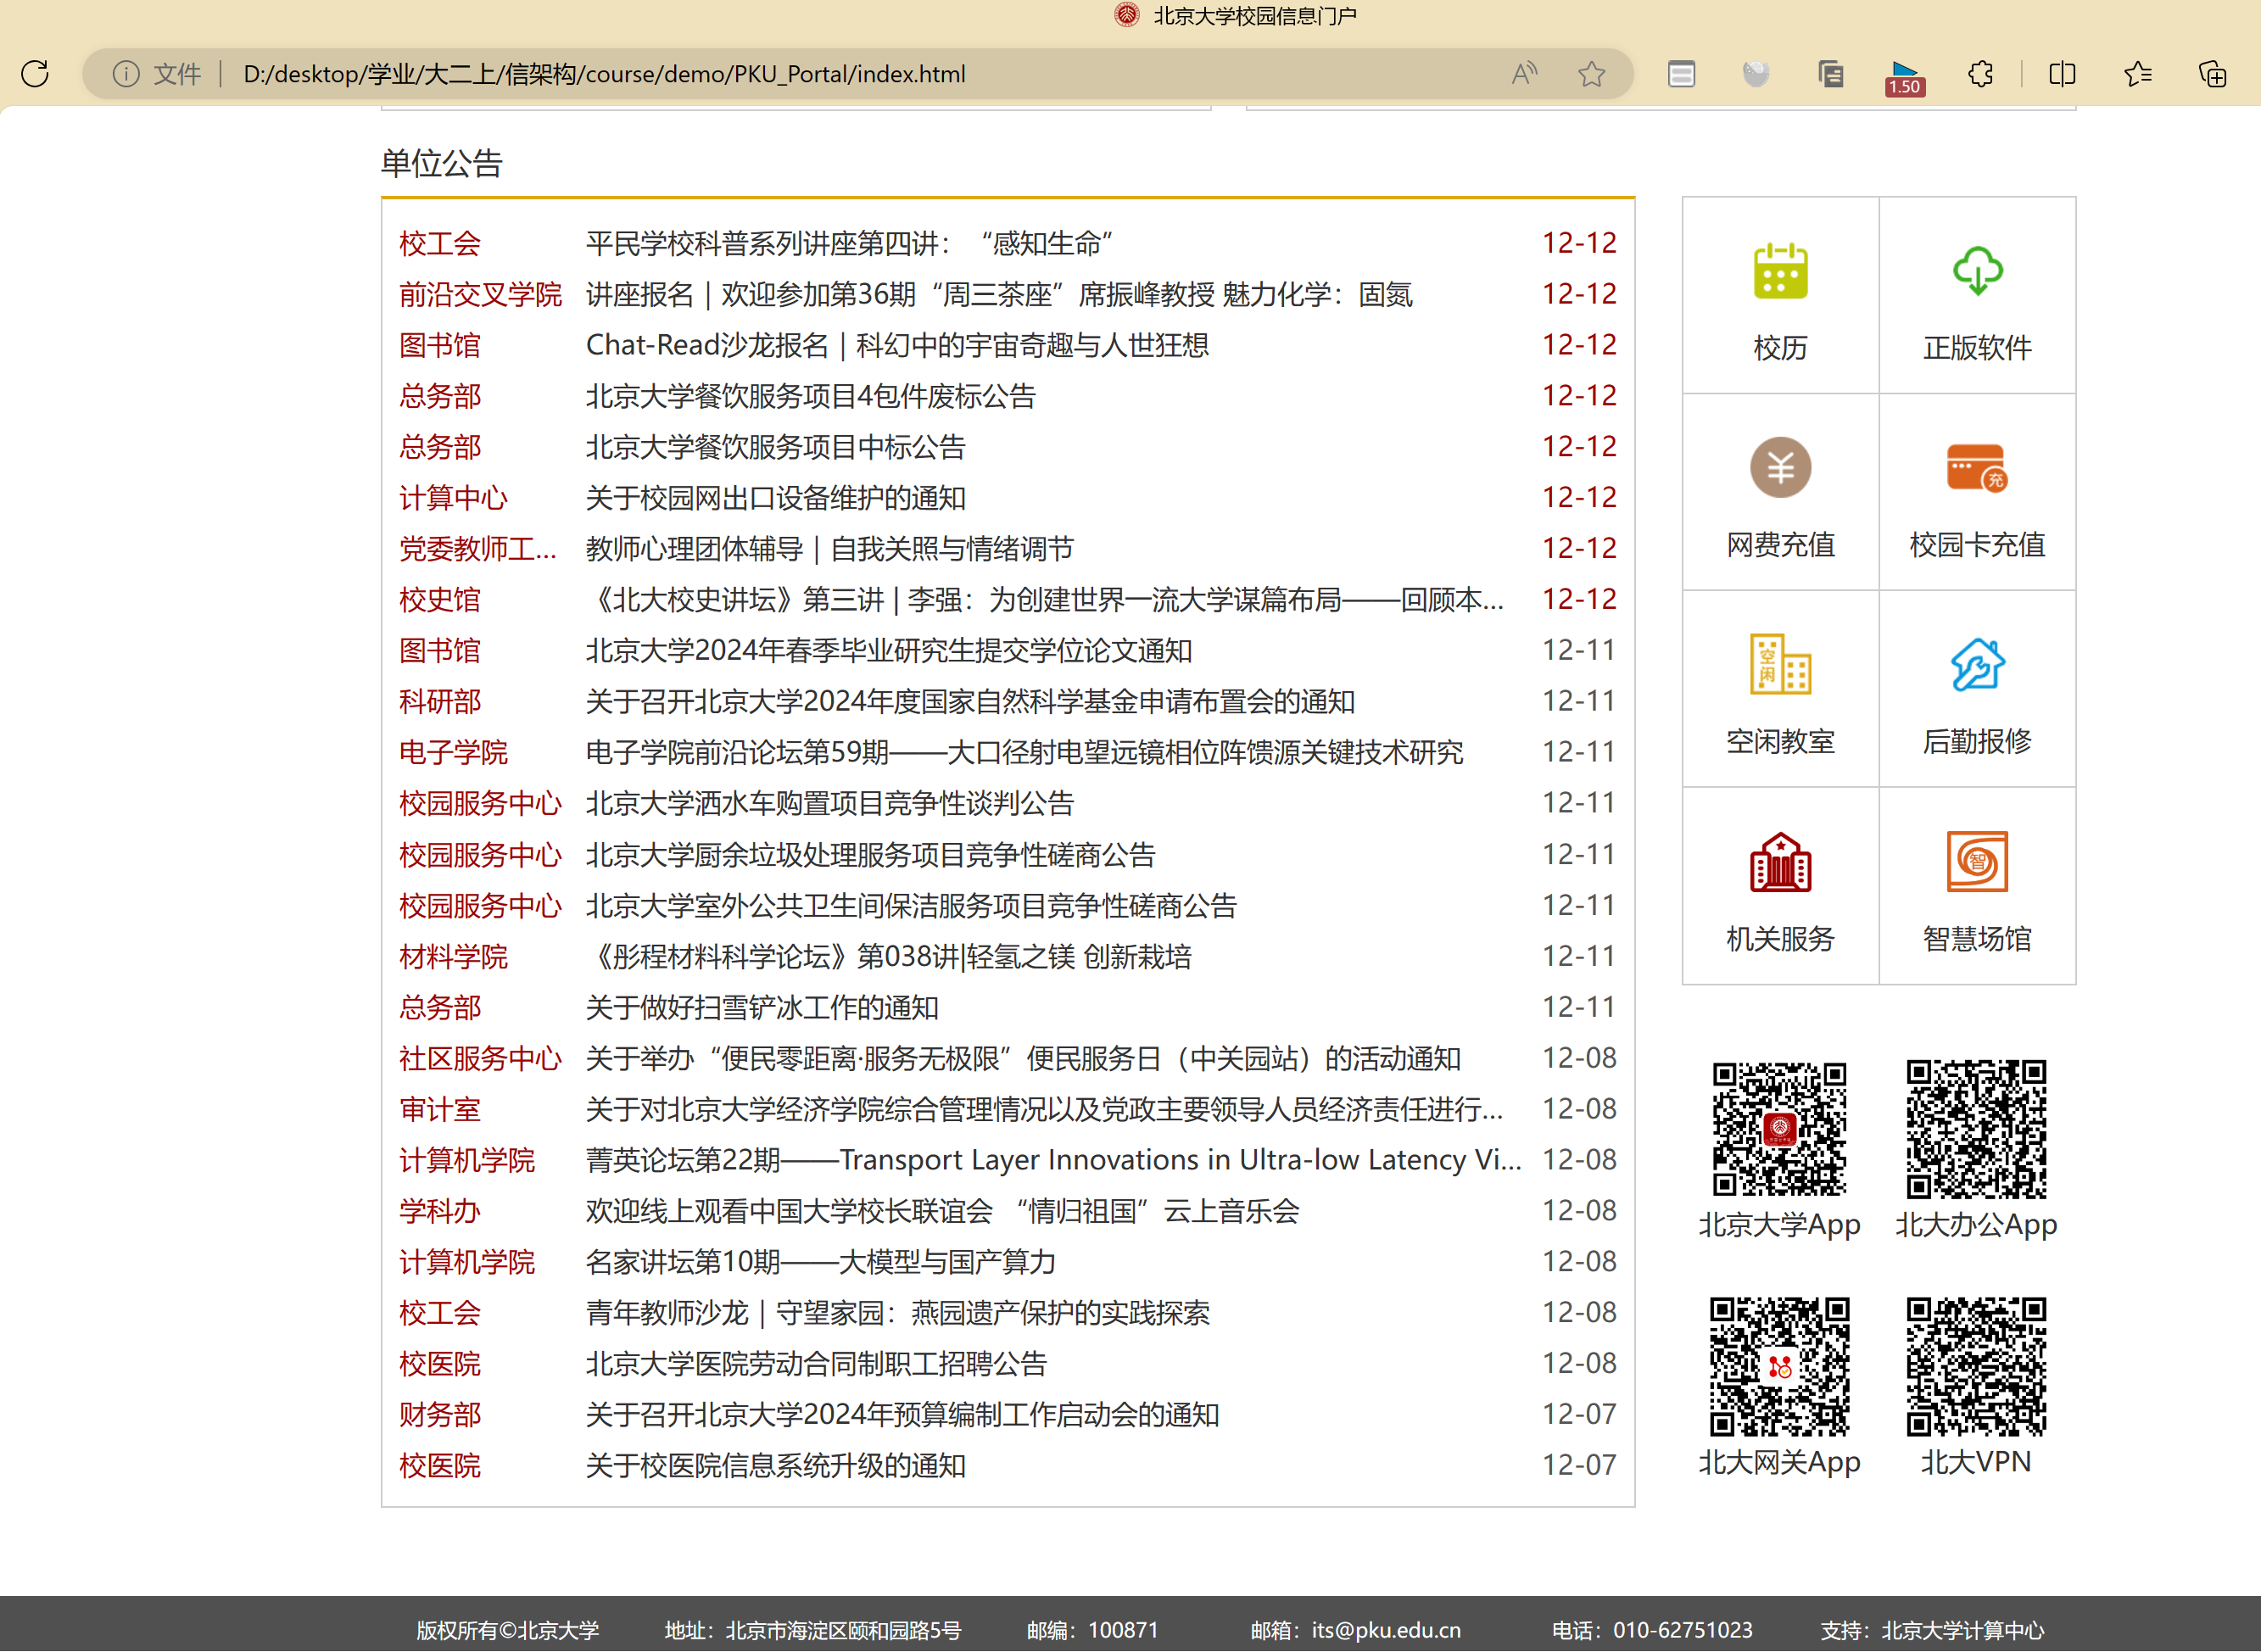 北京大学校园信息门户
文件 D:/desktop/学业/大二上/信架构/course/demo/PKU_Portal/index.html
1.50
单位公告
校工会 平民学校科普系列讲座第四讲：“感知生命” 12-12
前沿交叉学院 讲座报名 | 欢迎参加第36期“周三茶座”席振峰教授 魅力化学：固氮 12-12
图书馆 Chat-Read沙龙报名 | 科幻中的宇宙奇趣与人世狂想 12-12
总务部 北京大学餐饮服务项目4包件废标公告 12-12
总务部 北京大学餐饮服务项目中标公告 12-12
计算中心 关于校园网出口设备维护的通知 12-12
党委教师工... 教师心理团体辅导 | 自我关照与情绪调节 12-12
校史馆 《北大校史讲坛》第三讲 | 李强：为创建世界一流大学谋篇布局——回顾本... 12-12
图书馆 北京大学2024年春季毕业研究生提交学位论文通知 12-11
科研部 关于召开北京大学2024年度国家自然科学基金申请布置会的通知 12-11
电子学院 电子学院前沿论坛第59期——大口径射电望远镜相位阵馈源关键技术研究 12-11
校园服务中心 北京大学洒水车购置项目竞争性谈判公告 12-11
校园服务中心 北京大学厨余垃圾处理服务项目竞争性磋商公告 12-11
校园服务中心 北京大学室外公共卫生间保洁服务项目竞争性磋商公告 12-11
材料学院 《彤程材料科学论坛》第038讲|轻氢之镁 创新栽培 12-11
总务部 关于做好扫雪铲冰工作的通知 12-11
社区服务中心 关于举办“便民零距离·服务无极限”便民服务日（中关园站）的活动通知 12-08
审计室 关于对北京大学经济学院综合管理情况以及党政主要领导人员经济责任进行... 12-08
计算机学院 菁英论坛第22期——Transport Layer Innovations in Ultra-low Latency Vi... 12-08
学科办 欢迎线上观看中国大学校长联谊会 “情归祖国”云上音乐会 12-08
计算机学院 名家讲坛第10期——大模型与国产算力 12-08
校工会 青年教师沙龙 | 守望家园：燕园遗产保护的实践探索 12-08
校医院 北京大学医院劳动合同制职工招聘公告 12-08
财务部 关于召开北京大学2024年预算编制工作启动会的通知 12-07
校医院 关于校医院信息系统升级的通知 12-07
校历 正版软件
充
网费充值 校园卡充值
空闲
空闲教室 后勤报修
智
机关服务 智慧场馆
北京大学App 北大办公App
北大网关App 北大VPN
版权所有©北京大学 地址：北京市海淀区颐和园路5号 邮编：100871 邮箱：its@pku.edu.cn 电话：010-62751023 支持：北京大学计算中心